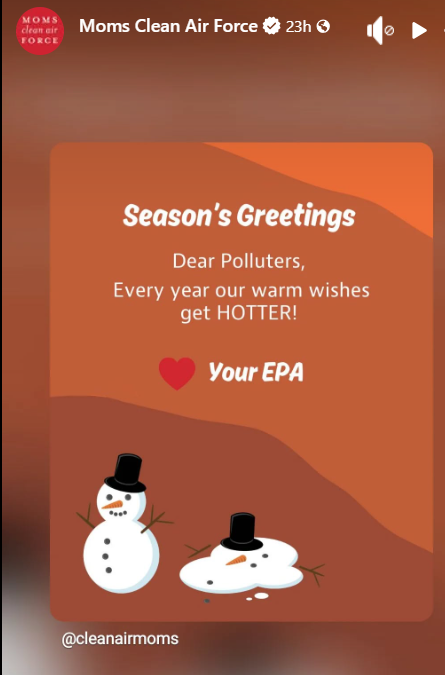 MOMS
clean air
FORCE
Moms Clean Air Force 23h
Season's Greetings
Dear Polluters,
Every year our warm wishes
get HOTTER!
Your EPA
@cleanairmoms